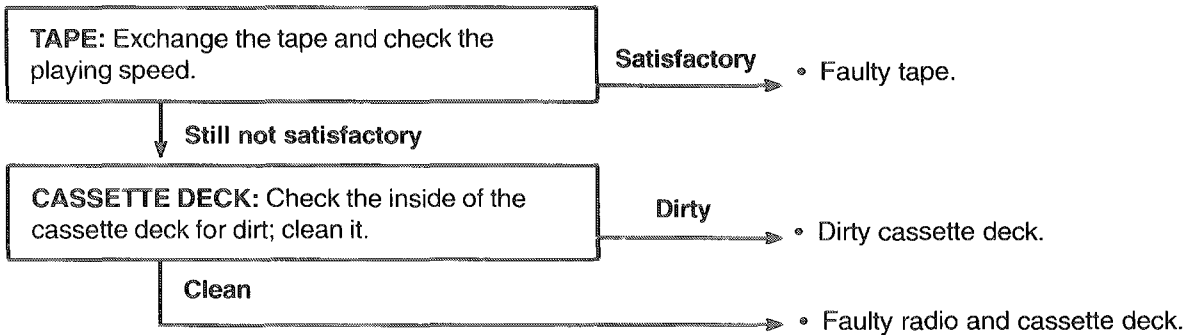 TAPE: Exchange the tape and check the
playing speed.
Satisfactory
• Faulty tape.
Still not satisfactory
CASSETTE DECK: Check the inside of the
cassette deck for dirt; clean it.
Dirty
• Dirty cassette deck.
Clean
• Faulty radio and cassette deck.